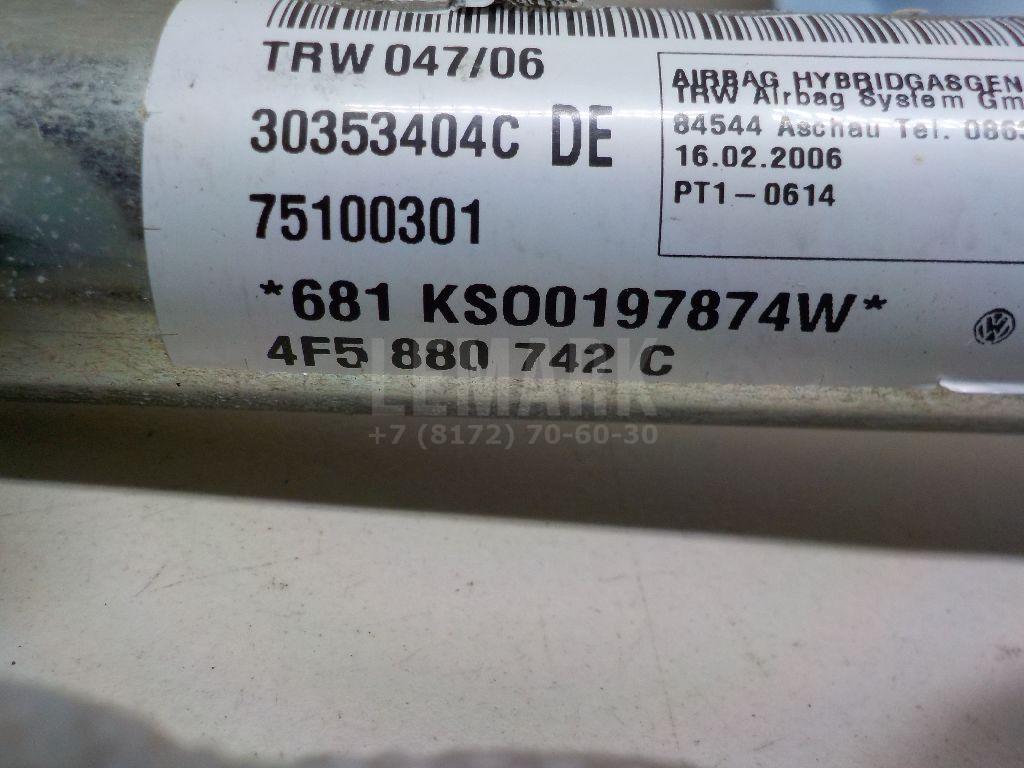 TRW 047/06
30353404C DE
75100301
*681 KSO0197874W*
4F5 880 742 C
AIRBAG HYBRIDGASGEN
TRW Airbag System Gm
84544 Aschau Tel. 086
16.02.2006
PT1-0614
LEMARK
+7 (8172) 70-60-30